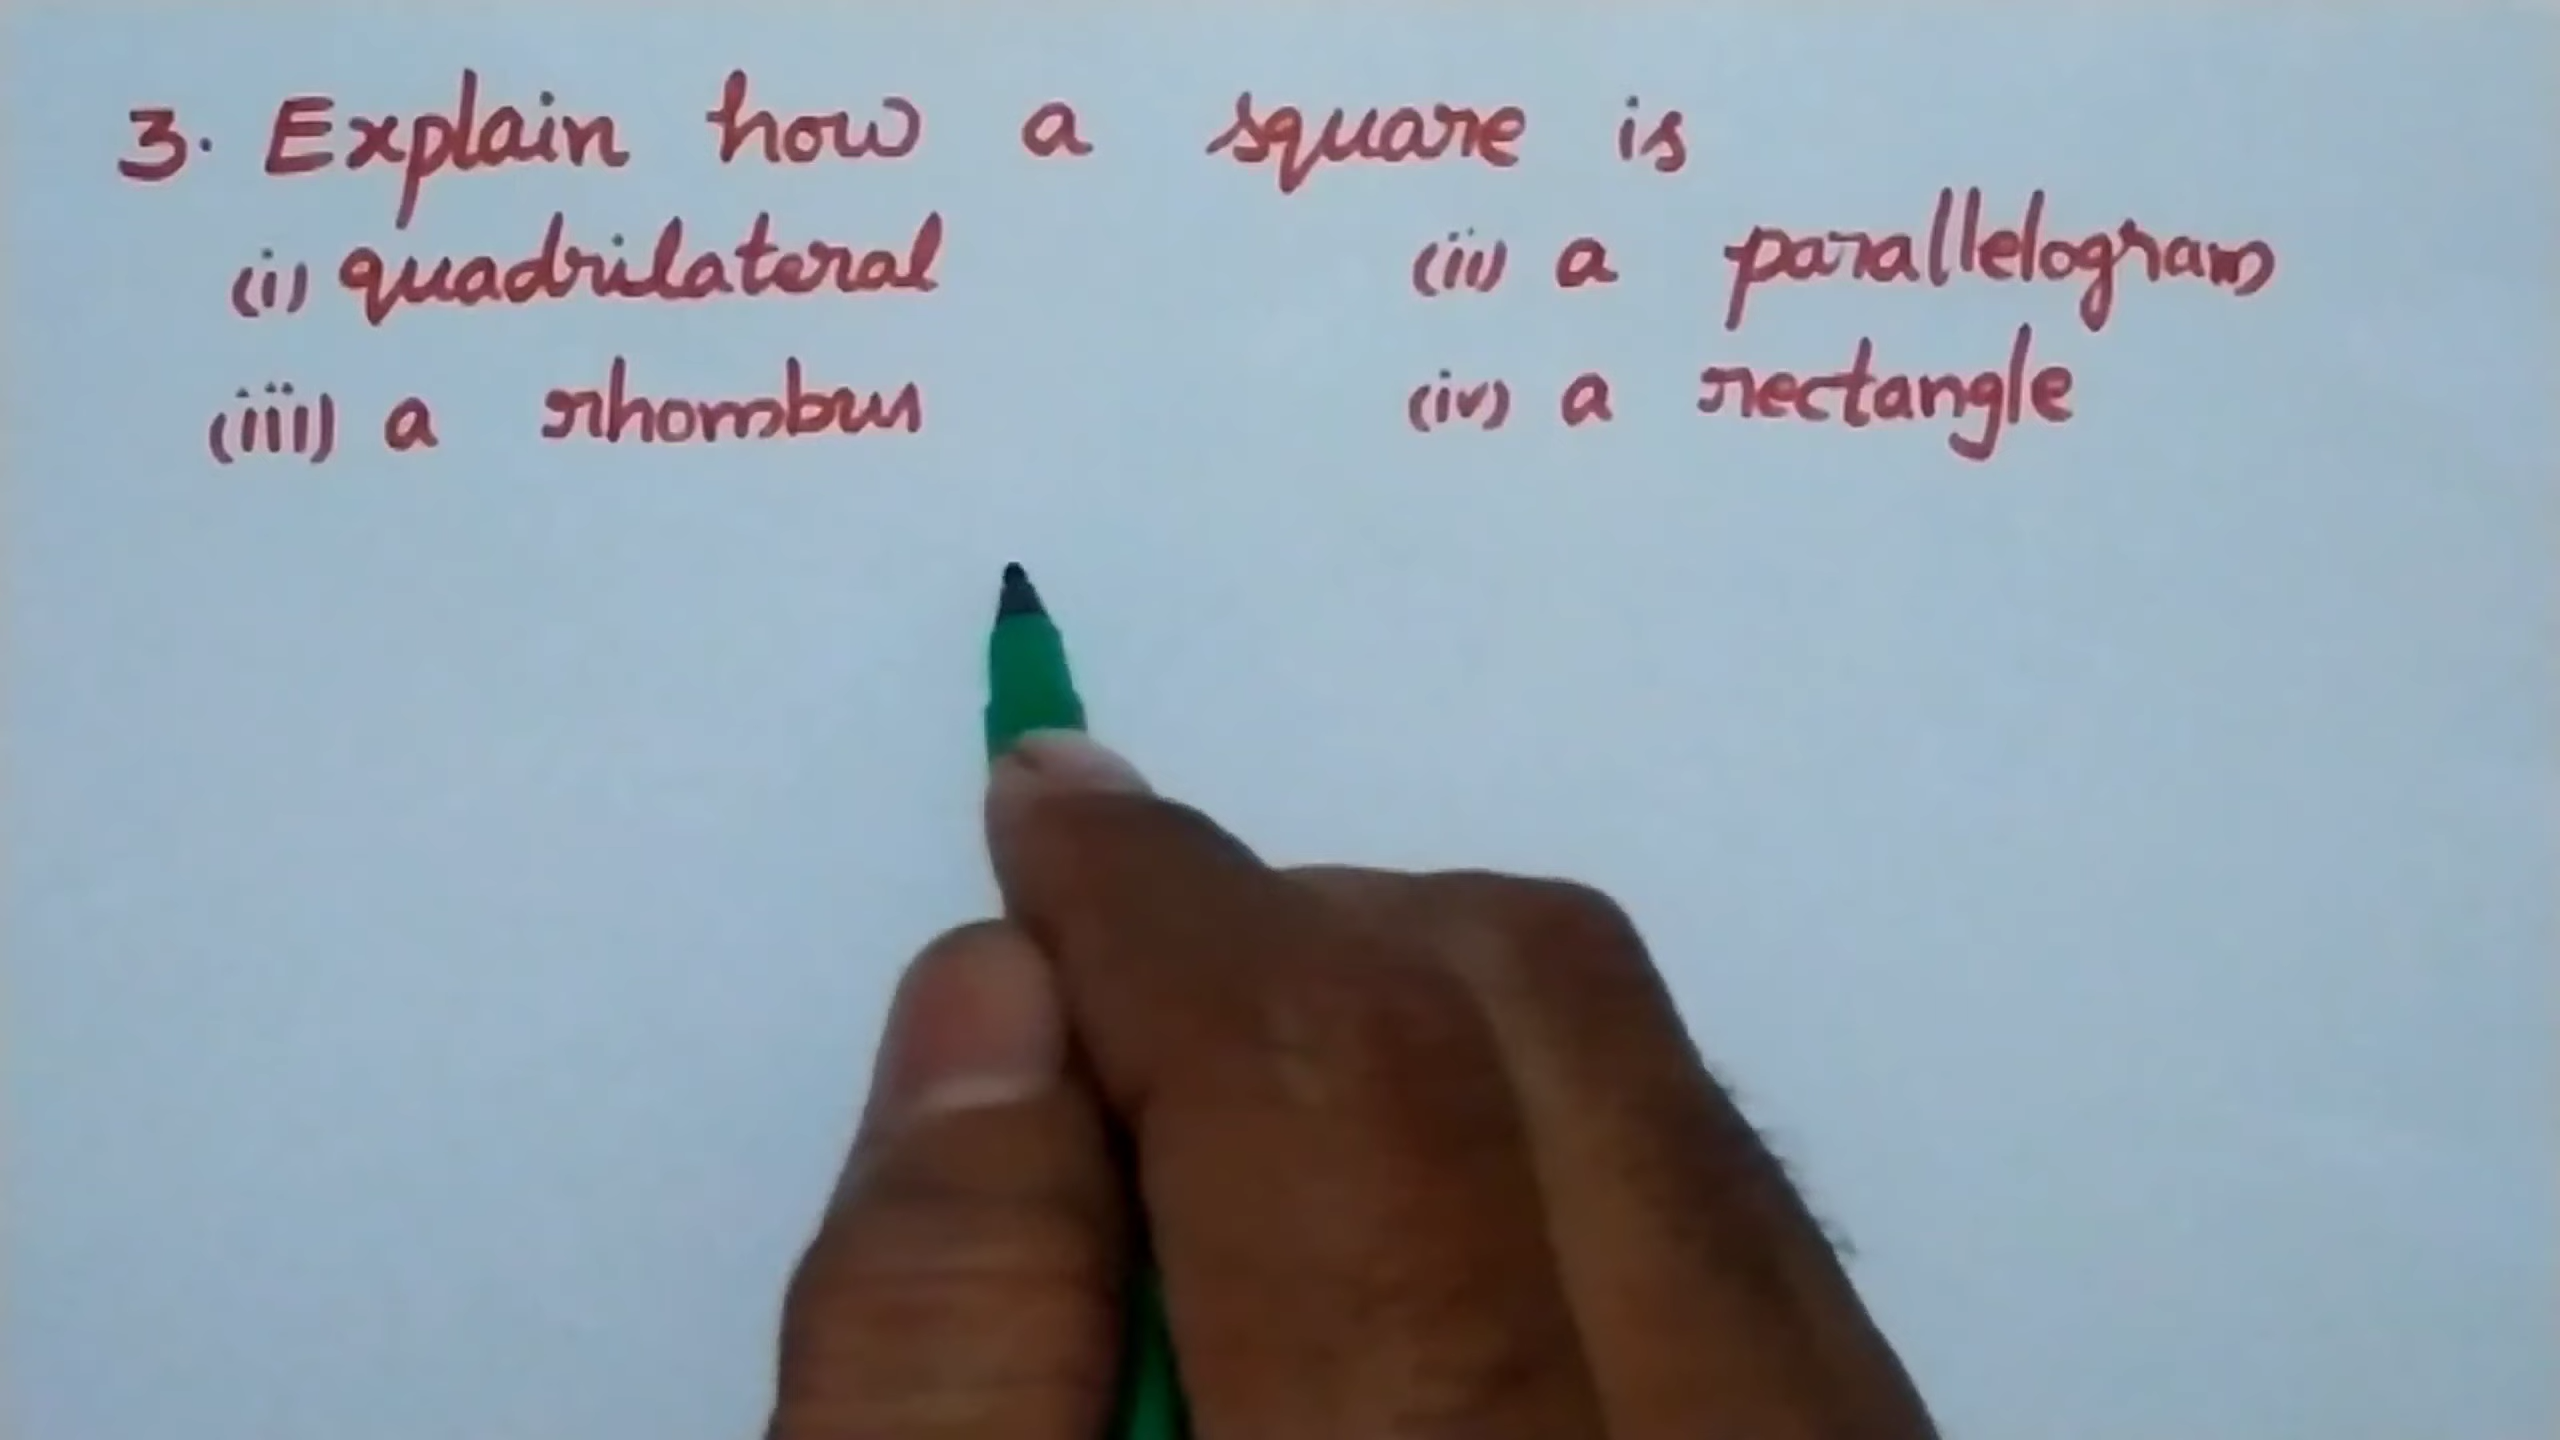 3. Explain how a square is
(i) quadrilateral (ii) a parallelogram
(iii) a rhombus (iv) a rectangle